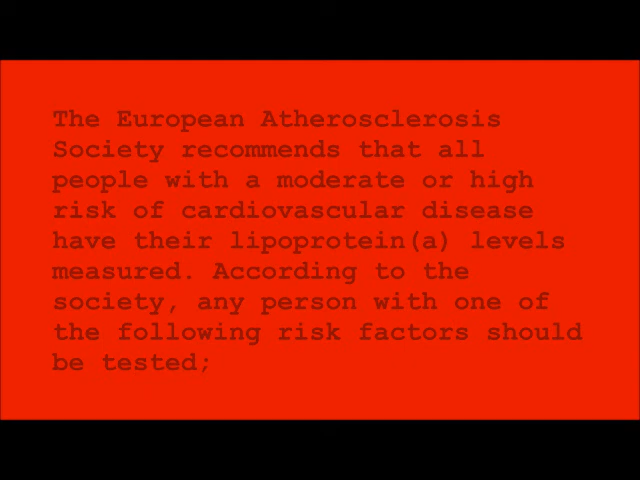 The European Atherosclerosis
Society recommends that all
people with a moderate or high
risk of cardiovascular disease
have their lipoprotein(a) levels
measured. According to the
society, any person with one of
the following risk factors should
be tested;